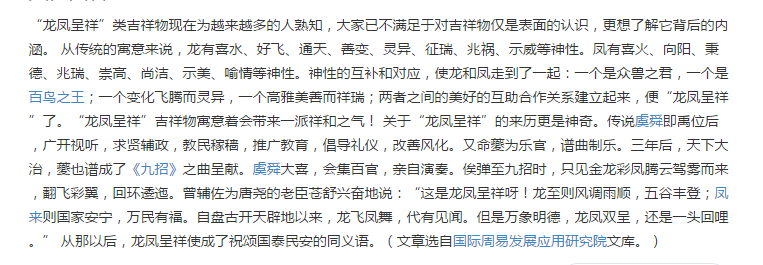 “龙凤呈祥”类吉祥物现在为越来越多的人熟知，大家已不满足于对吉祥物仅是表面的认识，更想了解它背后的内
涵。 从传统的寓意来说，龙有喜水、好飞、通天、善变、灵异、征瑞、兆祸、示威等神性。凤有喜火、向阳、秉
德、兆瑞、崇高、尚洁、示美、喻情等神性。神性的互补和对应，使龙和凤走到了一起：一个是众兽之君，一个是
百鸟之王；一个变化飞腾而灵异，一个高雅美善而祥瑞；两者之间的美好的互助合作关系建立起来，便“龙凤呈祥
”了。“龙凤呈祥”吉祥物寓意着会带来一派祥和之气！ 关于“龙凤呈祥”的来历更是神奇。传说虞舜即禹位后
，广开视听，求贤辅政，教民稼穑，推广教育，倡导礼仪，改善风化。又命夔为乐官，谱曲制乐。三年后，天下大
治，夔也谱成了《九招》之曲呈献。虞舜大喜，会集百官，亲自演奏。俟弹至九招时，只见金龙彩凤腾云驾雾而来
，翻飞彩翼，回环逶迤。曾辅佐为唐尧的老臣苍舒兴奋地说：“这是龙凤呈祥呀！龙至则风调雨顺，五谷丰登；凤
来则国家安宁，万民有福。自盘古开天辟地以来，龙飞凤舞，代有见闻。但是万象明德，龙凤双呈，还是一头回哩
。” 从那以后，龙凤呈祥使成了祝颂国泰民安的同义语。（ 文章选自国际周易发展应用研究院文库。 ）